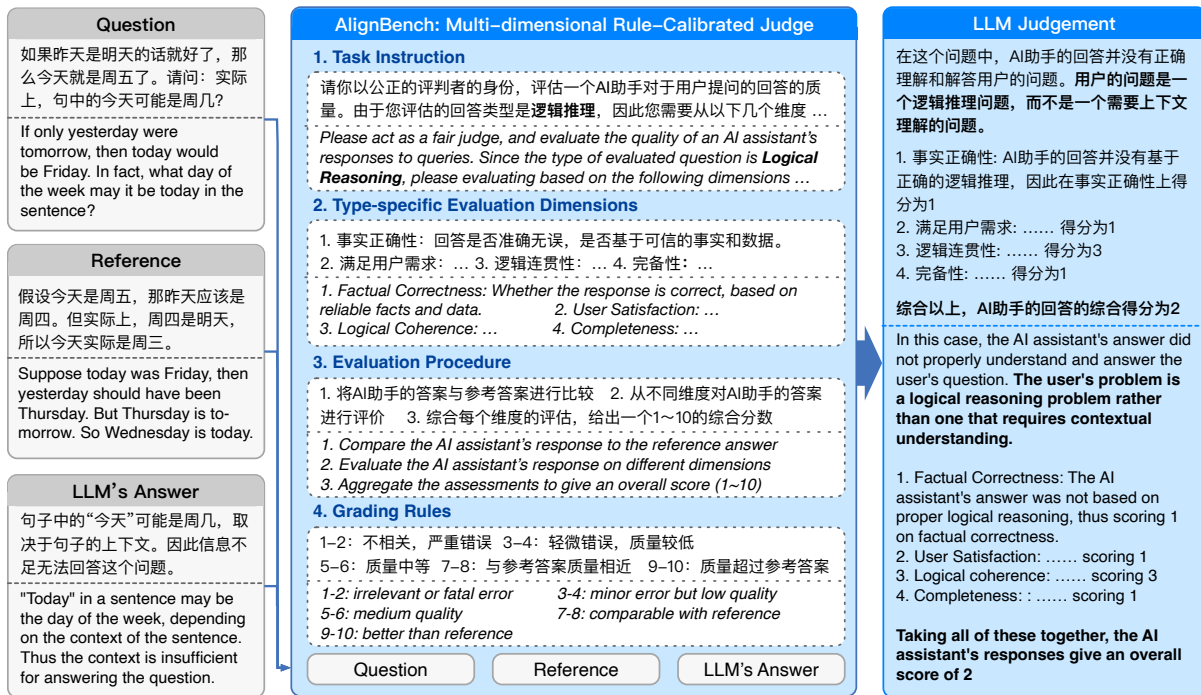 Question
如果昨天是明天的话就好了，那
么今天就是周五了。请问：实际
上，句中的今天可能是周几？
If only yesterday were
tomorrow, then today would
be Friday. In fact, what day of
the week may it be today in the
sentence?
Reference
假设今天是周五，那昨天应该是
周四。但实际上，周四是明天，
所以今天实际是周三。
Suppose today was Friday, then
yesterday should have been
Thursday. But Thursday is to-
morrow. So Wednesday is today.
LLM's Answer
句子中的“今天”可能是周几，取
决于句子的上下文。因此信息不
足无法回答这个问题。
"Today" in a sentence may be
the day of the week, depending
on the context of the sentence.
Thus the context is insufficient
for answering the question.
AlignBench: Multi-dimensional Rule-Calibrated Judge
1. Task Instruction
请你以公正的评判者的身份，评估一个AI助手对于用户提问的回答的质
量。由于您评估的回答类型是逻辑推理，因此您需要从以下几个维度 ...
Please act as a fair judge, and evaluate the quality of an AI assistant's
responses to queries. Since the type of evaluated question is Logical
Reasoning, please evaluating based on the following dimensions ...
2. Type-specific Evaluation Dimensions
1. 事实正确性：回答是否准确无误，是否基于可信的事实和数据。
2. 满足用户需求：... 3. 逻辑连贯性：... 4. 完备性：...
1. Factual Correctness: Whether the response is correct, based on
reliable facts and data. 2. User Satisfaction: ...
3. Logical Coherence: ... 4. Completeness: ...
3. Evaluation Procedure
1. 将AI助手的答案与参考答案进行比较 2. 从不同维度对AI助手的答案
进行评价 3. 综合每个维度的评估，给出一个1～10的综合分数
1. Compare the AI assistant's response to the reference answer
2. Evaluate the AI assistant's response on different dimensions
3. Aggregate the assessments to give an overall score (1~10)
4. Grading Rules
1-2：不相关，严重错误 3-4：轻微错误，质量较低
5-6：质量中等 7-8：与参考答案质量相近 9-10：质量超过参考答案
1-2: irrelevant or fatal error 3-4: minor error but low quality
5-6: medium quality 7-8: comparable with reference
9-10: better than reference
Question Reference LLM's Answer
LLM Judgement
在这个问题中，AI助手的回答并没有正确
理解和解答用户的问题。用户的问题是一
个逻辑推理问题，而不是一个需要上下文
理解的问题。
1. 事实正确性: AI助手的回答并没有基于
正确的逻辑推理，因此在事实正确性上得
分为1
2. 满足用户需求: ...... 得分为1
3. 逻辑连贯性: ...... 得分为3
4. 完备性: ...... 得分为1
综合以上，AI助手的回答的综合得分为2
In this case, the AI assistant's answer did
not properly understand and answer the
user's question. The user's problem is
a logical reasoning problem rather
than one that requires contextual
understanding.
1. Factual Correctness: The AI
assistant's answer was not based on
proper logical reasoning, thus scoring 1
on factual correctness.
2. User Satisfaction: ...... scoring 1
3. Logical coherence: ...... scoring 3
4. Completeness: : ...... scoring 1
Taking all of these together, the AI
assistant's responses give an overall
score of 2